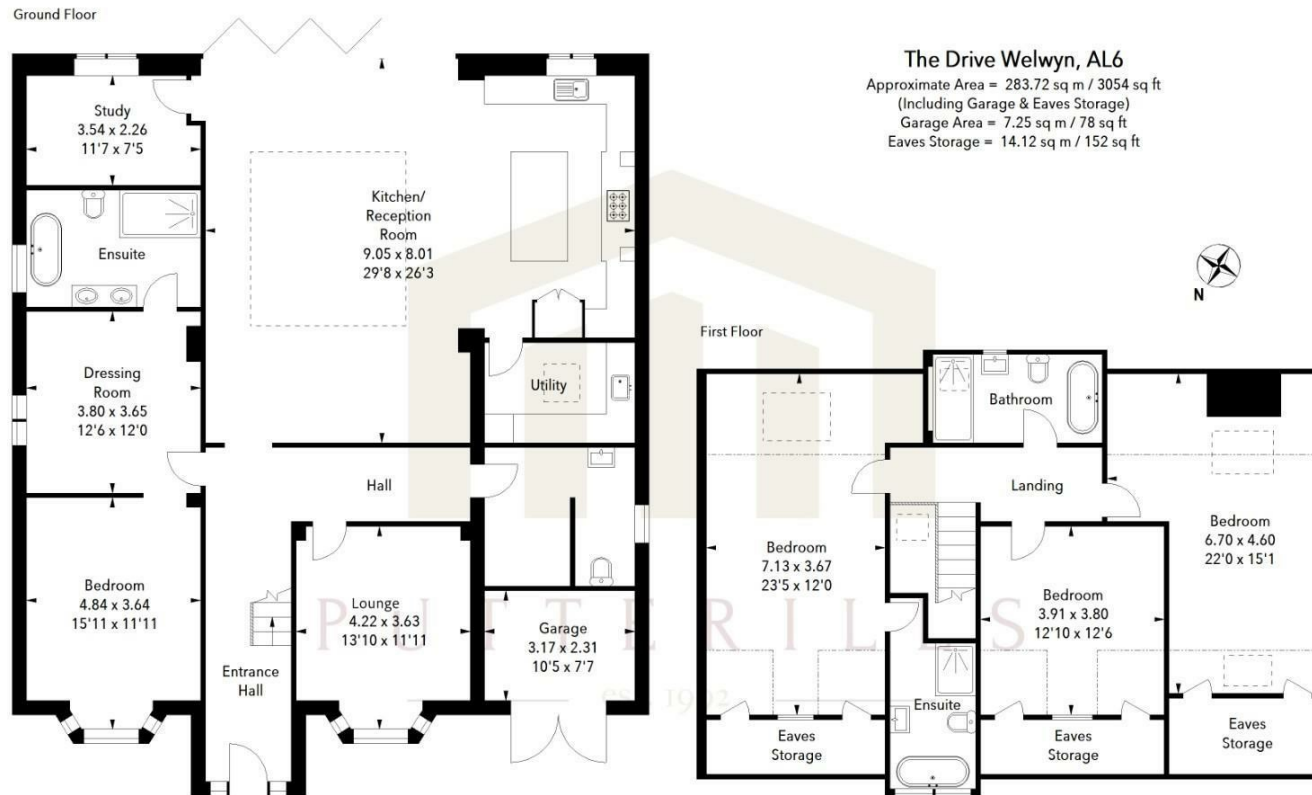 Ground Floor
The Drive Welwyn, AL6
Approximate Area = 283.72 sq m / 3054 sq ft
(Including Garage & Eaves Storage)
Garage Area = 7.25 sq m / 78 sq ft
Eaves Storage = 14.12 sq m / 152 sq ft
Study
3.54 x 2.26
11'7 x 7'5
Ensuite
Kitchen/
Reception
Room
9.05 x 8.01
29'8 x 26'3
Dressing
Room
3.80 x 3.65
12'6 x 12'0
Utility
Hall
Bedroom
4.84 x 3.64
15'11 x 11'11
Lounge
4.22 x 3.63
13'10 x 11'11
Garage
3.17 x 2.31
10'5 x 7'7
Entrance
Hall
N
First Floor
Bathroom
Landing
Bedroom
7.13 x 3.67
23'5 x 12'0
Bedroom
3.91 x 3.80
12'10 x 12'6
Bedroom
6.70 x 4.60
22'0 x 15'1
Ensuite
Eaves
Storage
Eaves
Storage
Eaves
Storage
PUTTERILLS
est. 1992